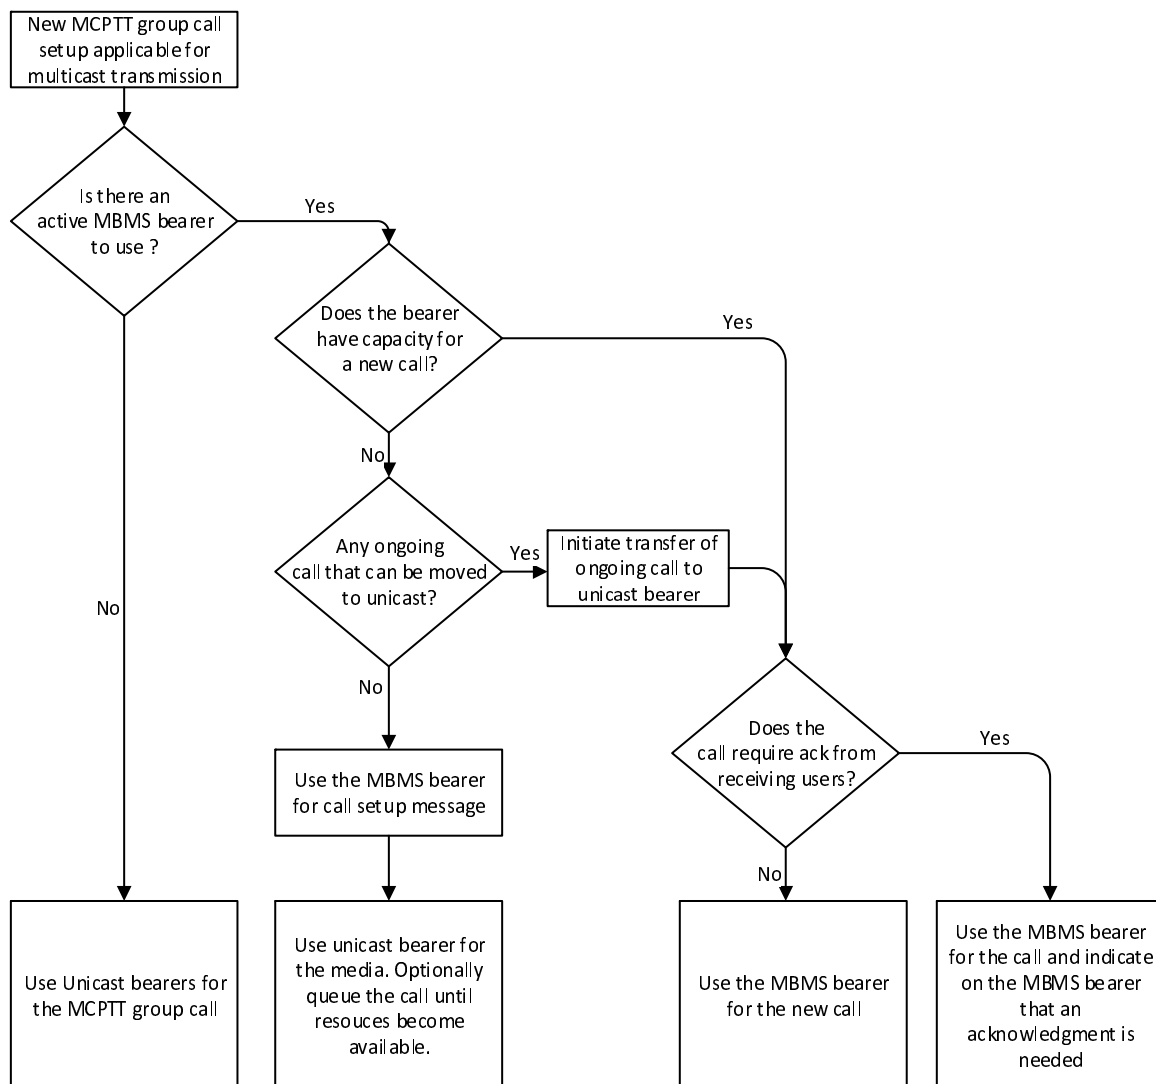 New MCPTT group call
setup applicable for
multicast transmission
Is there an
active MBMS bearer
to use ?
Yes
Does the bearer
have capacity for
a new call?
Yes
No
Any ongoing
call that can be moved
to unicast?
Yes
Initiate transfer of
ongoing call to
unicast bearer
No
No
Does the
call require ack from
receiving users?
Yes
Use the MBMS bearer
for call setup message
No
Use Unicast bearers for
the MCPTT group call
Use unicast bearer for
the media. Optionally
queue the call until
resouces become
available.
Use the MBMS bearer
for the new call
Use the MBMS bearer
for the call and indicate
on the MBMS bearer
that an
acknowledgment is
needed